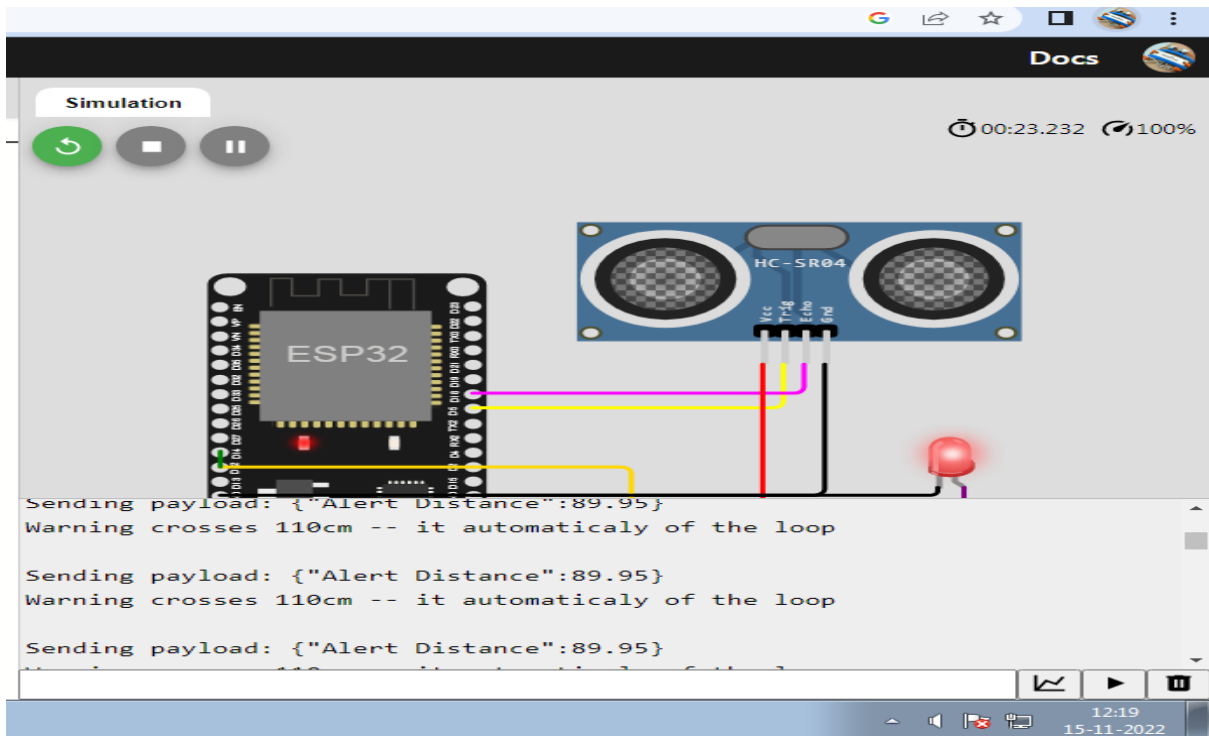 Docs
Simulation
00:23.232 100%
HC-SR04
Vcc
Trig
Echo
Gnd
ESP32
Sending payload: {"Alert Distance":89.95}
Warning crosses 110cm -- it automaticaly of the loop
Sending payload: {"Alert Distance":89.95}
Warning crosses 110cm -- it automaticaly of the loop
Sending payload: {"Alert Distance":89.95}
12:19
15-11-2022